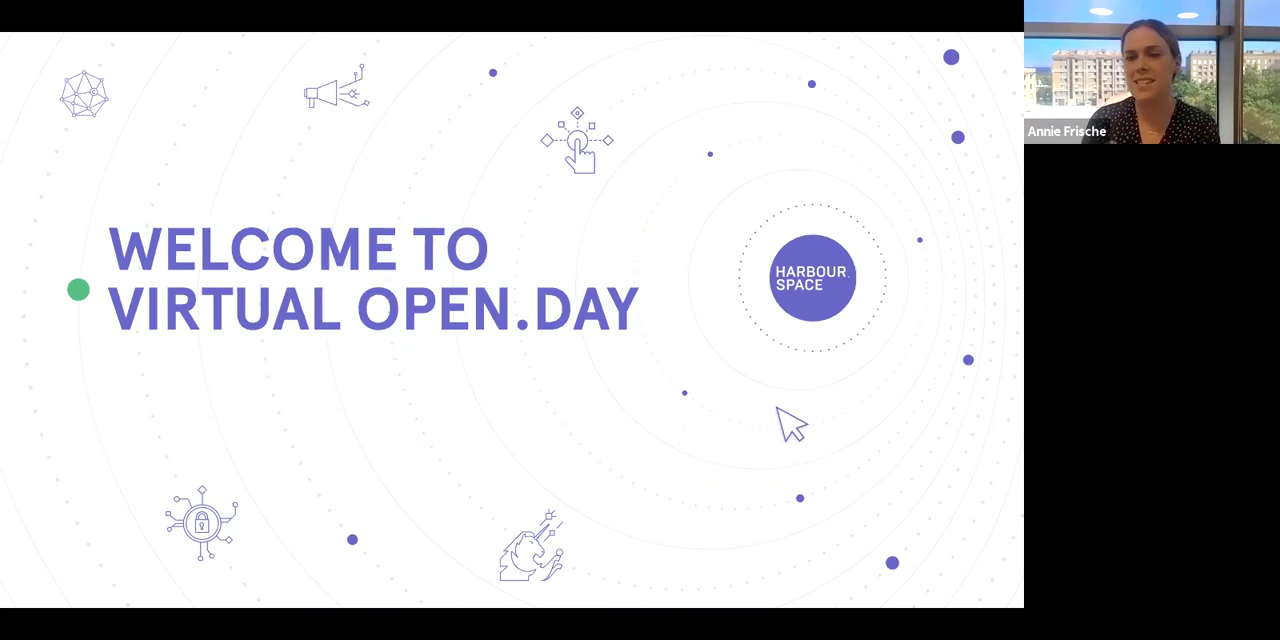 WELCOME TO
VIRTUAL OPEN.DAY
HARBOUR.
SPACE
Annie Frische